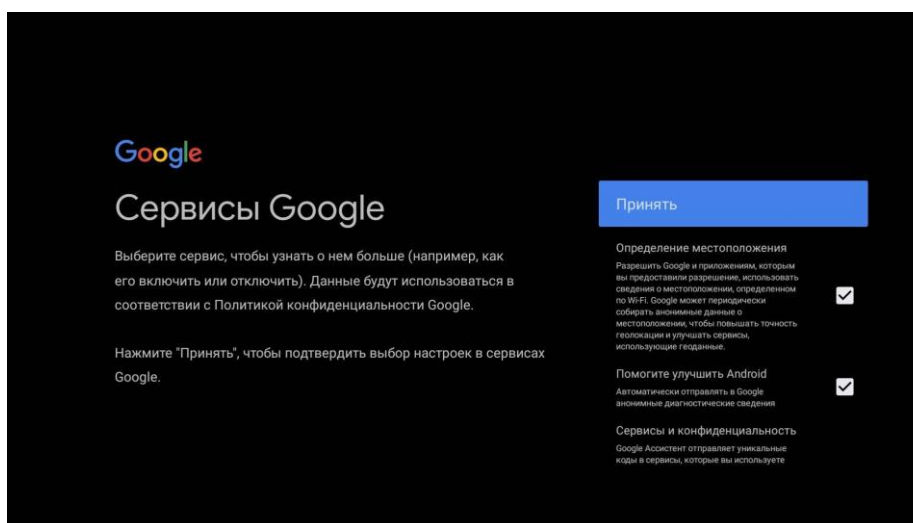 Google
Сервисы Google
Выберите сервис, чтобы узнать о нем больше (например, как
его включить или отключить). Данные будут использоваться в
соответствии с Политикой конфиденциальности Google.
Нажмите "Принять", чтобы подтвердить выбор настроек в сервисах
Google.
Принять
Определение местоположения
Разрешить Google и приложениям, которым
вы предоставили разрешение, использовать
сведения о местоположении, определенном
по Wi-Fi. Google может периодически
собирать анонимные данные о
местоположении, чтобы повышать точность
геолокации и улучшать сервисы,
использующие геоданные.
Помогите улучшить Android
Автоматически отправлять в Google
анонимные диагностические сведения
Сервисы и конфиденциальность
Google Ассистент отправляет уникальные
коды в сервисы, которые вы используете